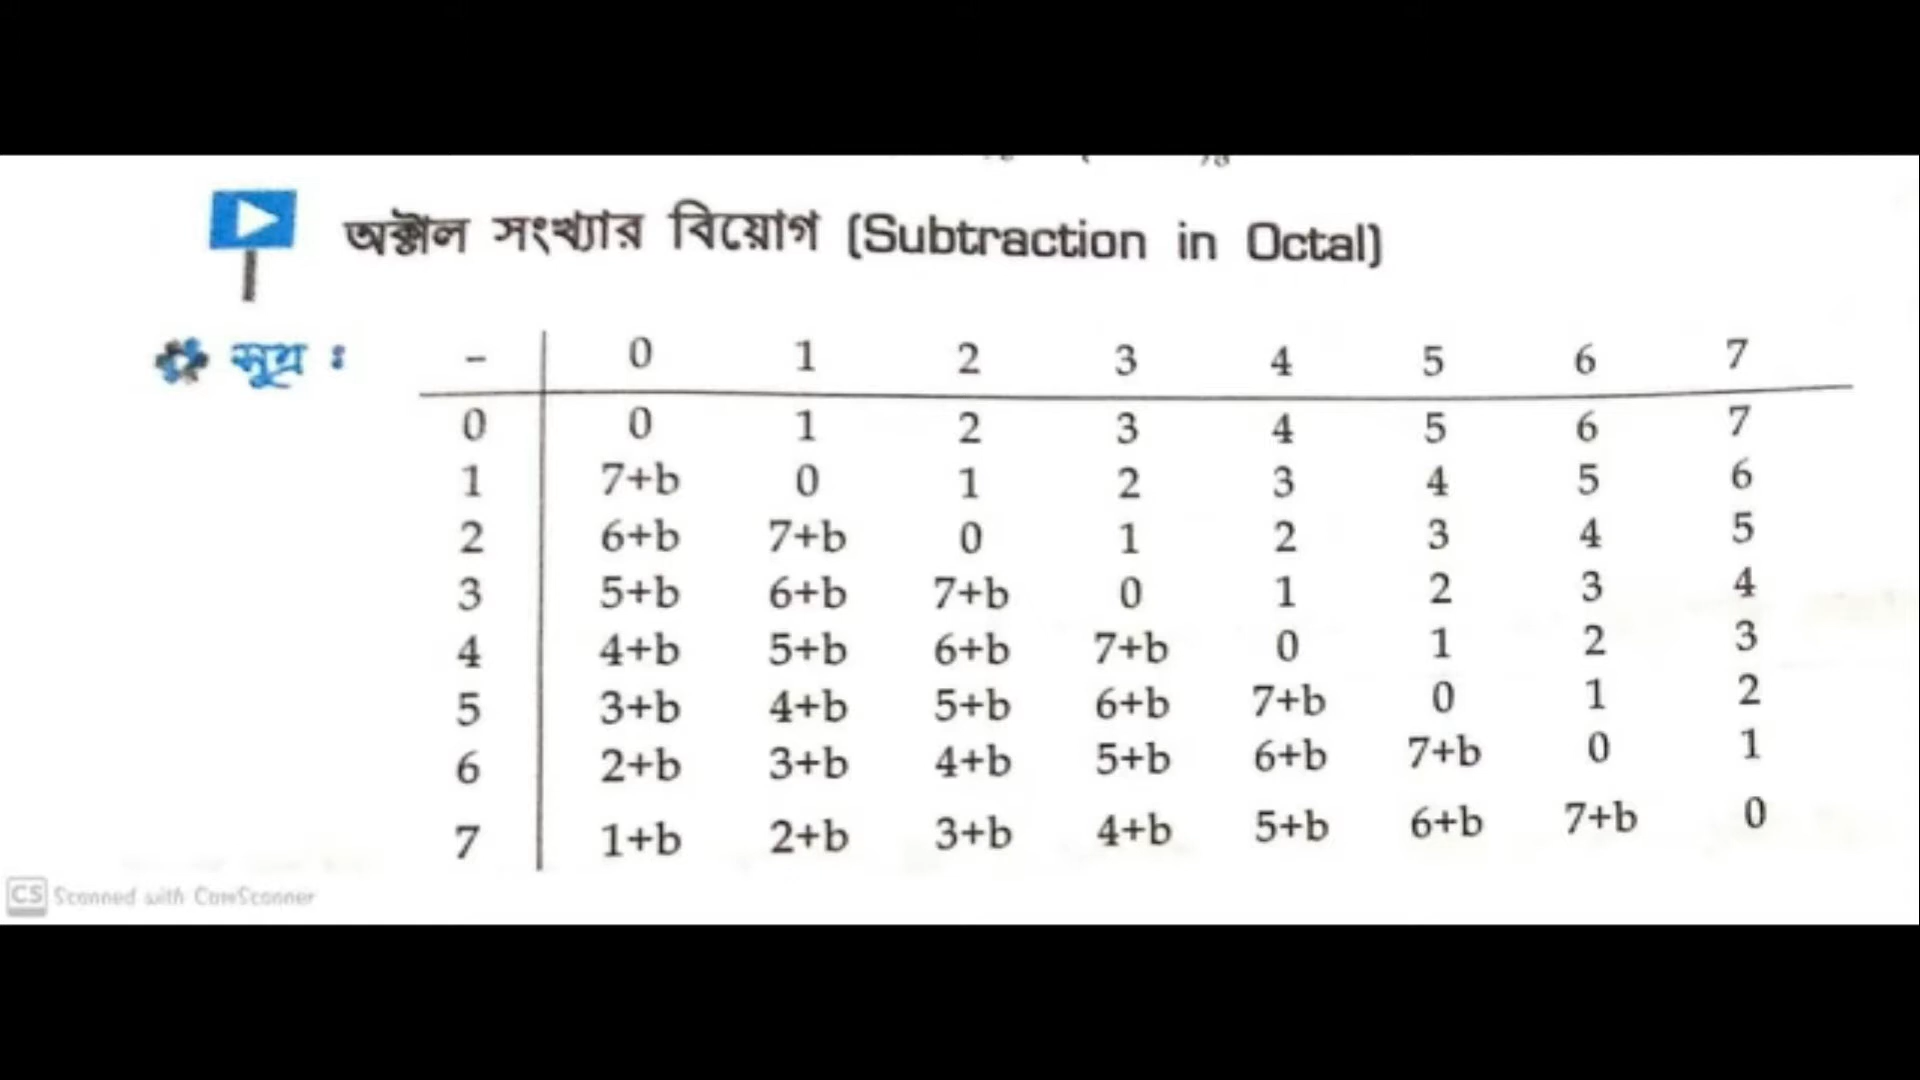 অক্টাল সংখ্যার বিয়োগ (Subtraction in Octal)
সূত্র ঃ
– 0 1 2 3 4 5 6 7
0 0 1 2 3 4 5 6 7
1 7+b 0 1 2 3 4 5 6
2 6+b 7+b 0 1 2 3 4 5
3 5+b 6+b 7+b 0 1 2 3 4
4 4+b 5+b 6+b 7+b 0 1 2 3
5 3+b 4+b 5+b 6+b 7+b 0 1 2
6 2+b 3+b 4+b 5+b 6+b 7+b 0 1
7 1+b 2+b 3+b 4+b 5+b 6+b 7+b 0
CS Scanned with CamScanner